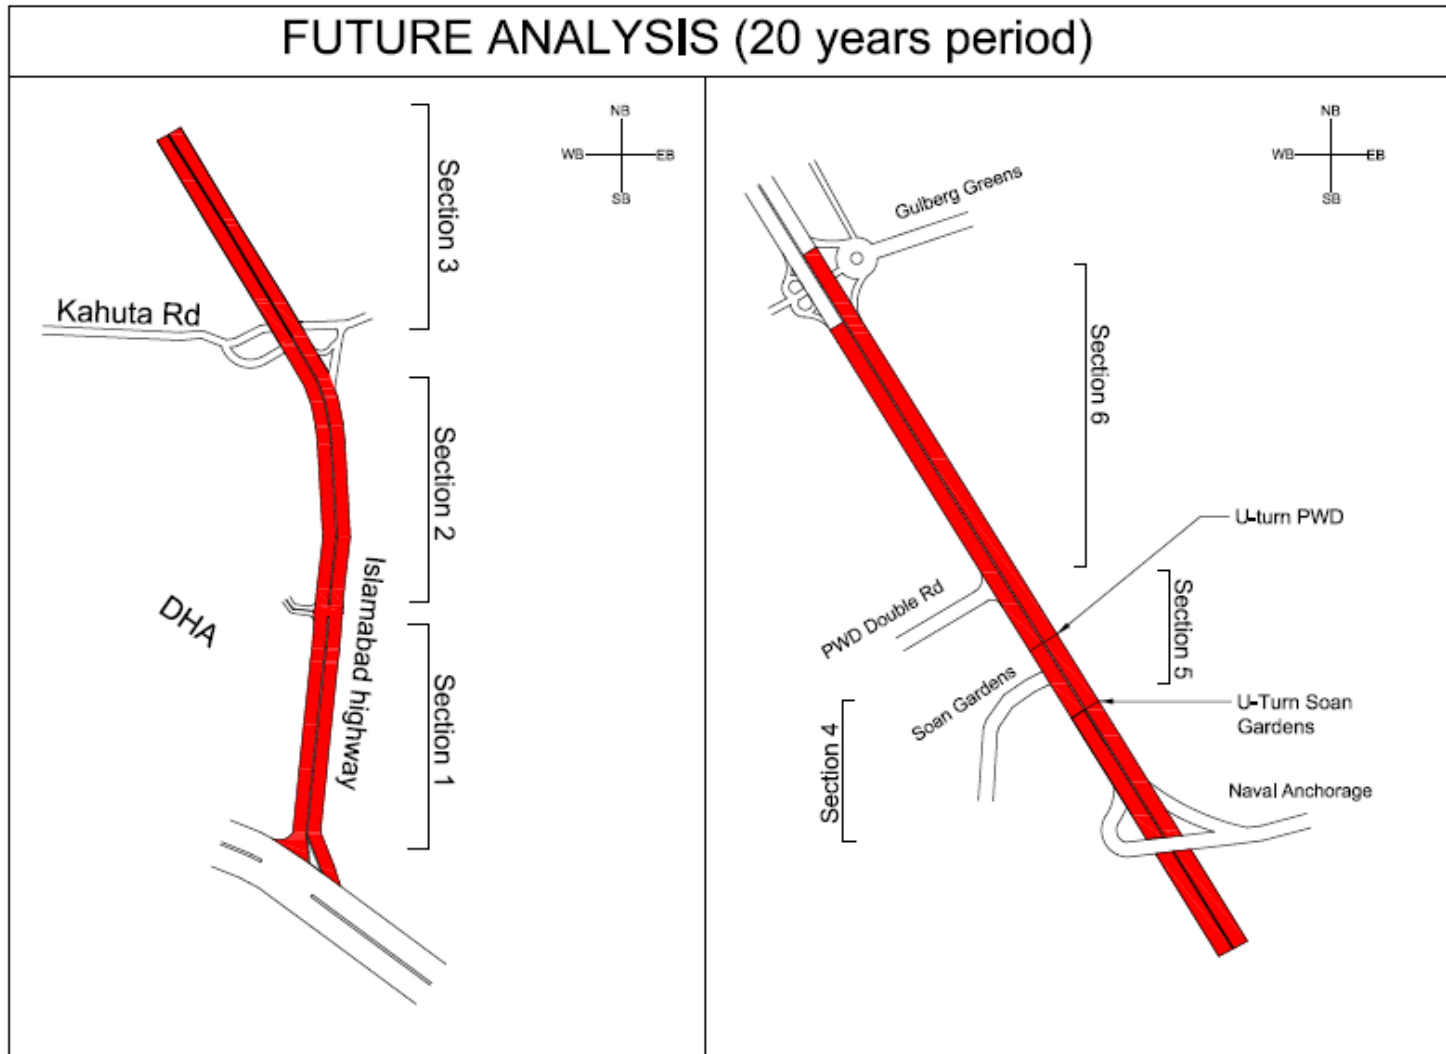 FUTURE ANALYSIS (20 years period)
NB
WB
EB
SB
Section 3
Kahuta Rd
Section 2
Islamabad highway
DHA
Section 1
NB
WB
EB
SB
Gulberg Greens
Section 6
U-turn PWD
PWD Double Rd
Section 5
Soan Gardens
U-Turn Soan
Gardens
Section 4
Naval Anchorage